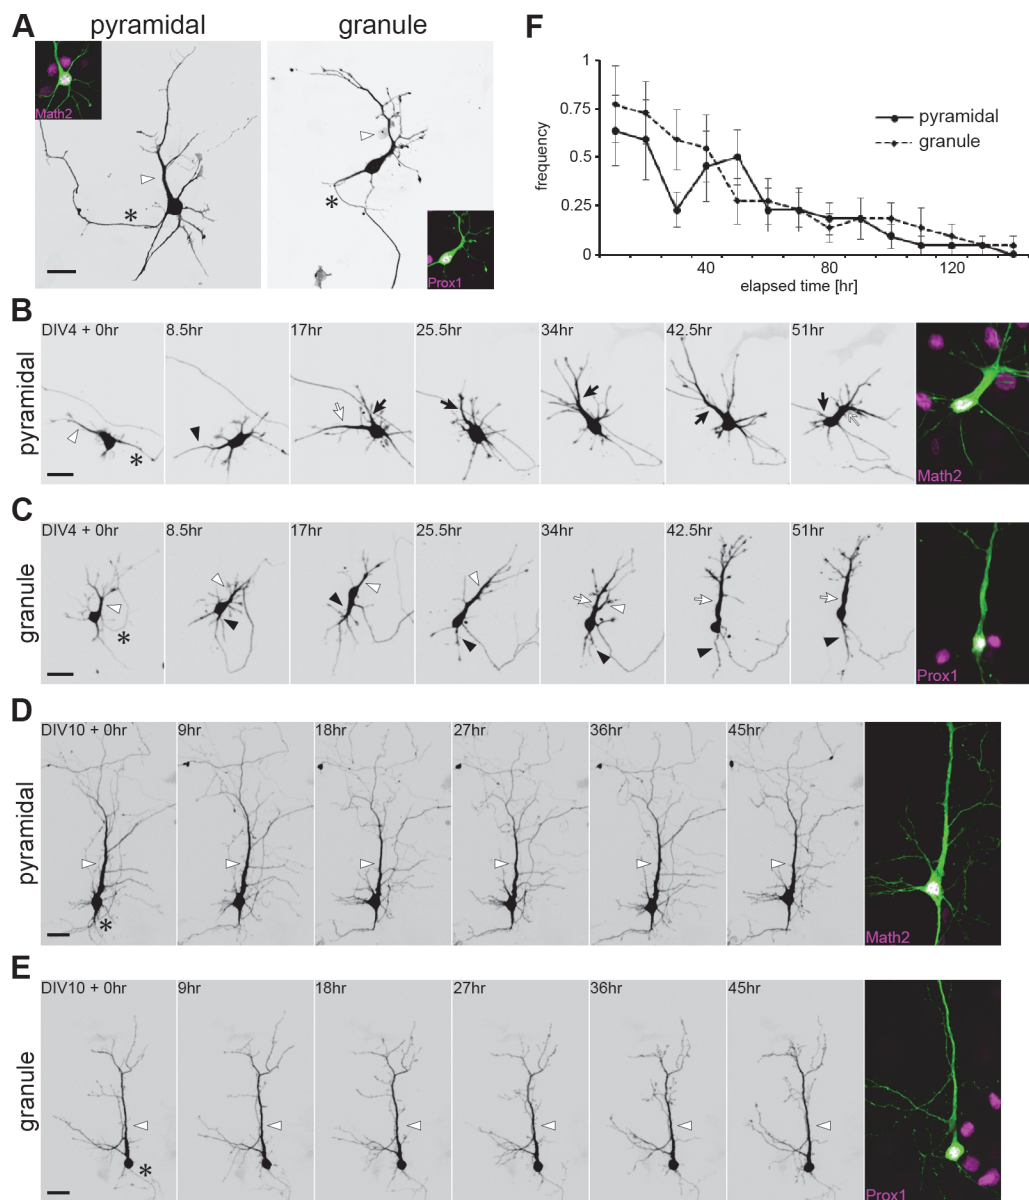 A
pyramidal
granule
Math2
*
*
Prox1
F
1
0.75
0.5
0.25
0
frequency
pyramidal
granule
40
80
120
elapsed time [hr]
B
pyramidal
DIV4 + 0hr
8.5hr
17hr
25.5hr
34hr
42.5hr
51hr
*
Math2
C
granule
DIV4 + 0hr
8.5hr
17hr
25.5hr
34hr
42.5hr
51hr
*
Prox1
D
pyramidal
DIV10 + 0hr
9hr
18hr
27hr
36hr
45hr
*
Math2
E
granule
DIV10 + 0hr
9hr
18hr
27hr
36hr
45hr
*
Prox1